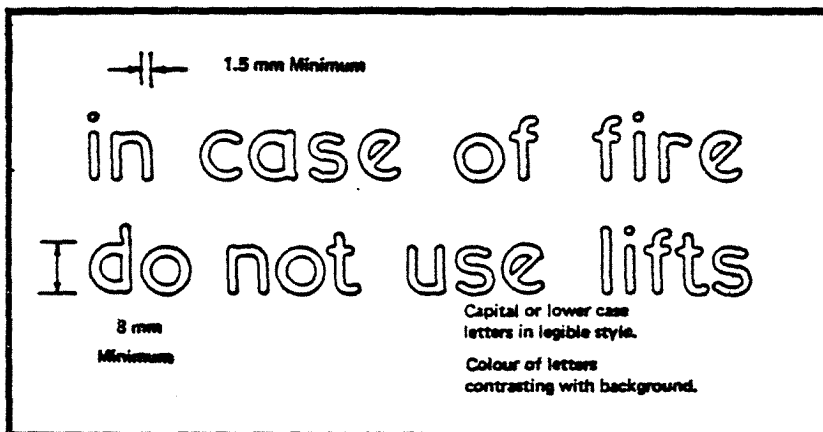 1.5 mm Minimum
in case of fire
do not use lifts
8 mm
Minimum
Capital or lower case
letters in legible style.
Colour of letters
contrasting with background.